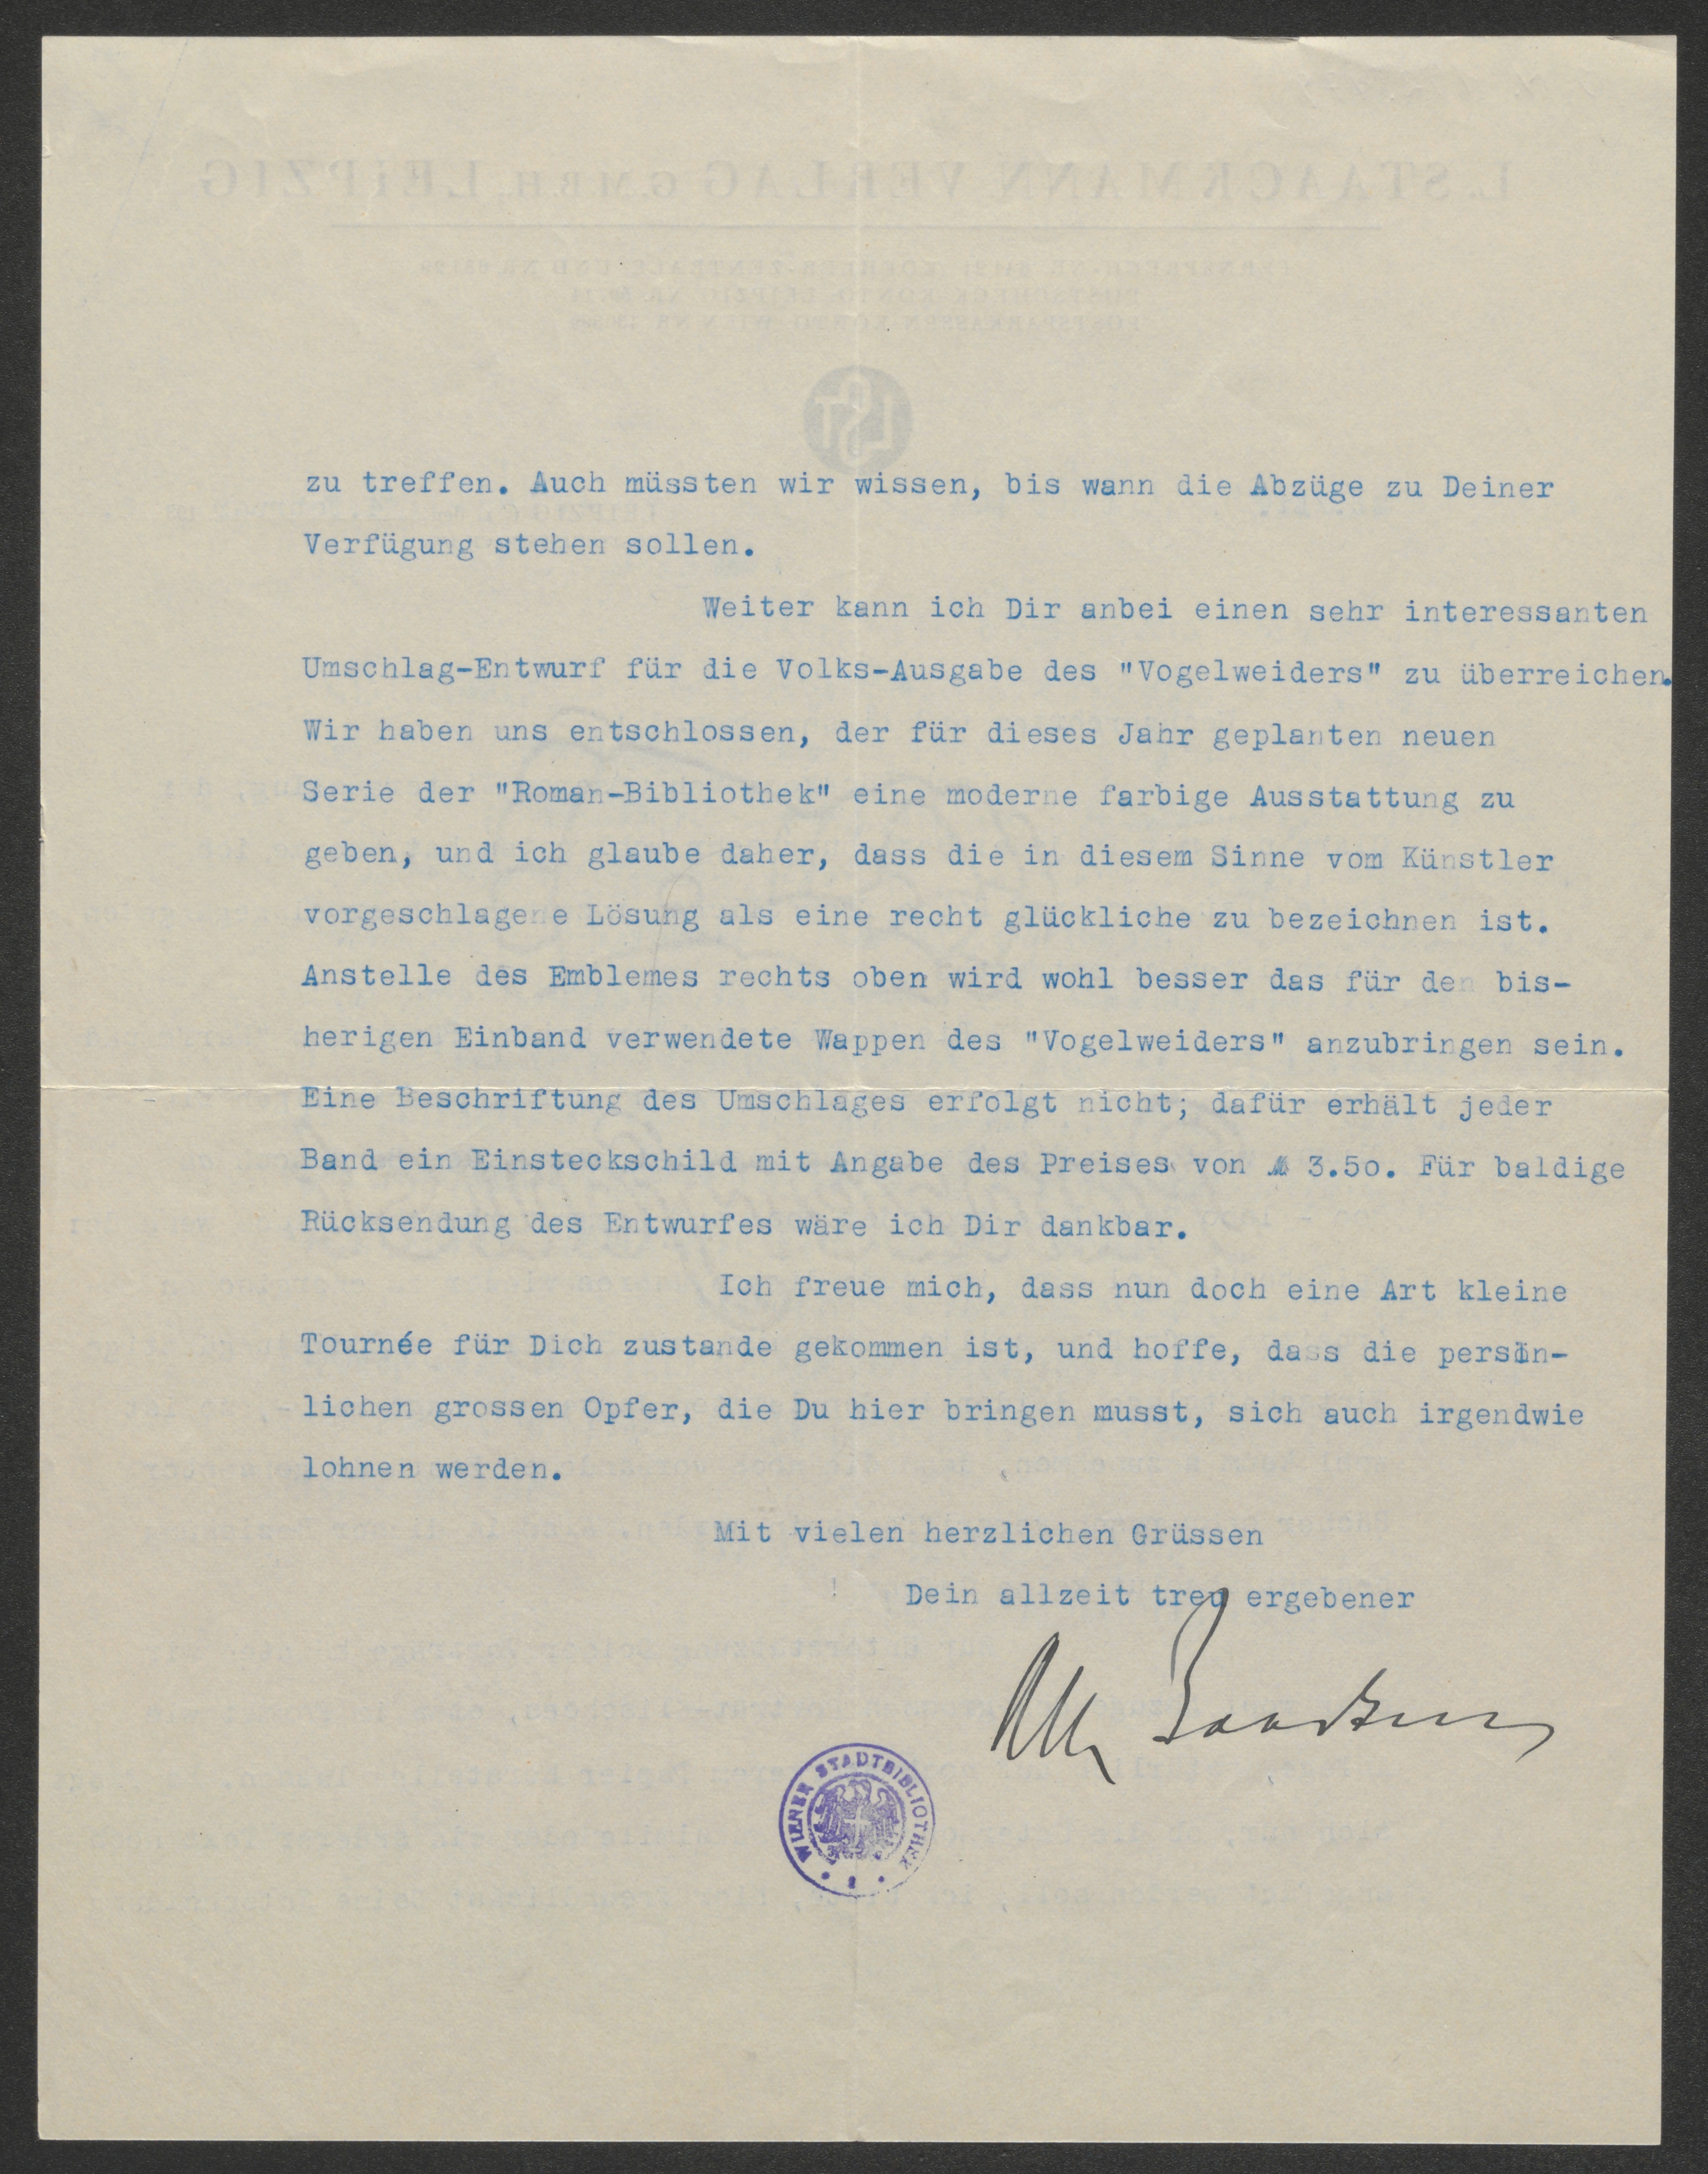 zu treffen. Auch müssten wir wissen, bis wann die Abzüge zu Deiner
Verfügung stehen sollen.
Weiter kann ich Dir anbei einen sehr interessanten
Umschlag-Entwurf für die Volks-Ausgabe des "Vogelweiders" zu überreichen.
Wir haben uns entschlossen, der für dieses Jahr geplanten neuen
Serie der "Roman-Bibliothek" eine moderne farbige Ausstattung zu
geben, und ich glaube daher, dass die in diesem Sinne vom Künstler
vorgeschlagene Lösung als eine recht glückliche zu bezeichnen ist.
Anstelle des Emblemes rechts oben wird wohl besser das für den bis-
herigen Einband verwendete Wappen des "Vogelweiders" anzubringen sein.
Eine Beschriftung des Umschlages erfolgt nicht; dafür erhält jeder
Band ein Einsteckschild mit Angabe des Preises von M 3.50. Für baldige
Rücksendung des Entwurfes wäre ich Dir dankbar.
Ich freue mich, dass nun doch eine Art kleine
Tournée für Dich zustande gekommen ist, und hoffe, dass die persön-
lichen grossen Opfer, die Du hier bringen musst, sich auch irgendwie
lohnen werden.
Mit vielen herzlichen Grüssen
Dein allzeit treu ergebener
WIENER STADTBIBLIOTHEK